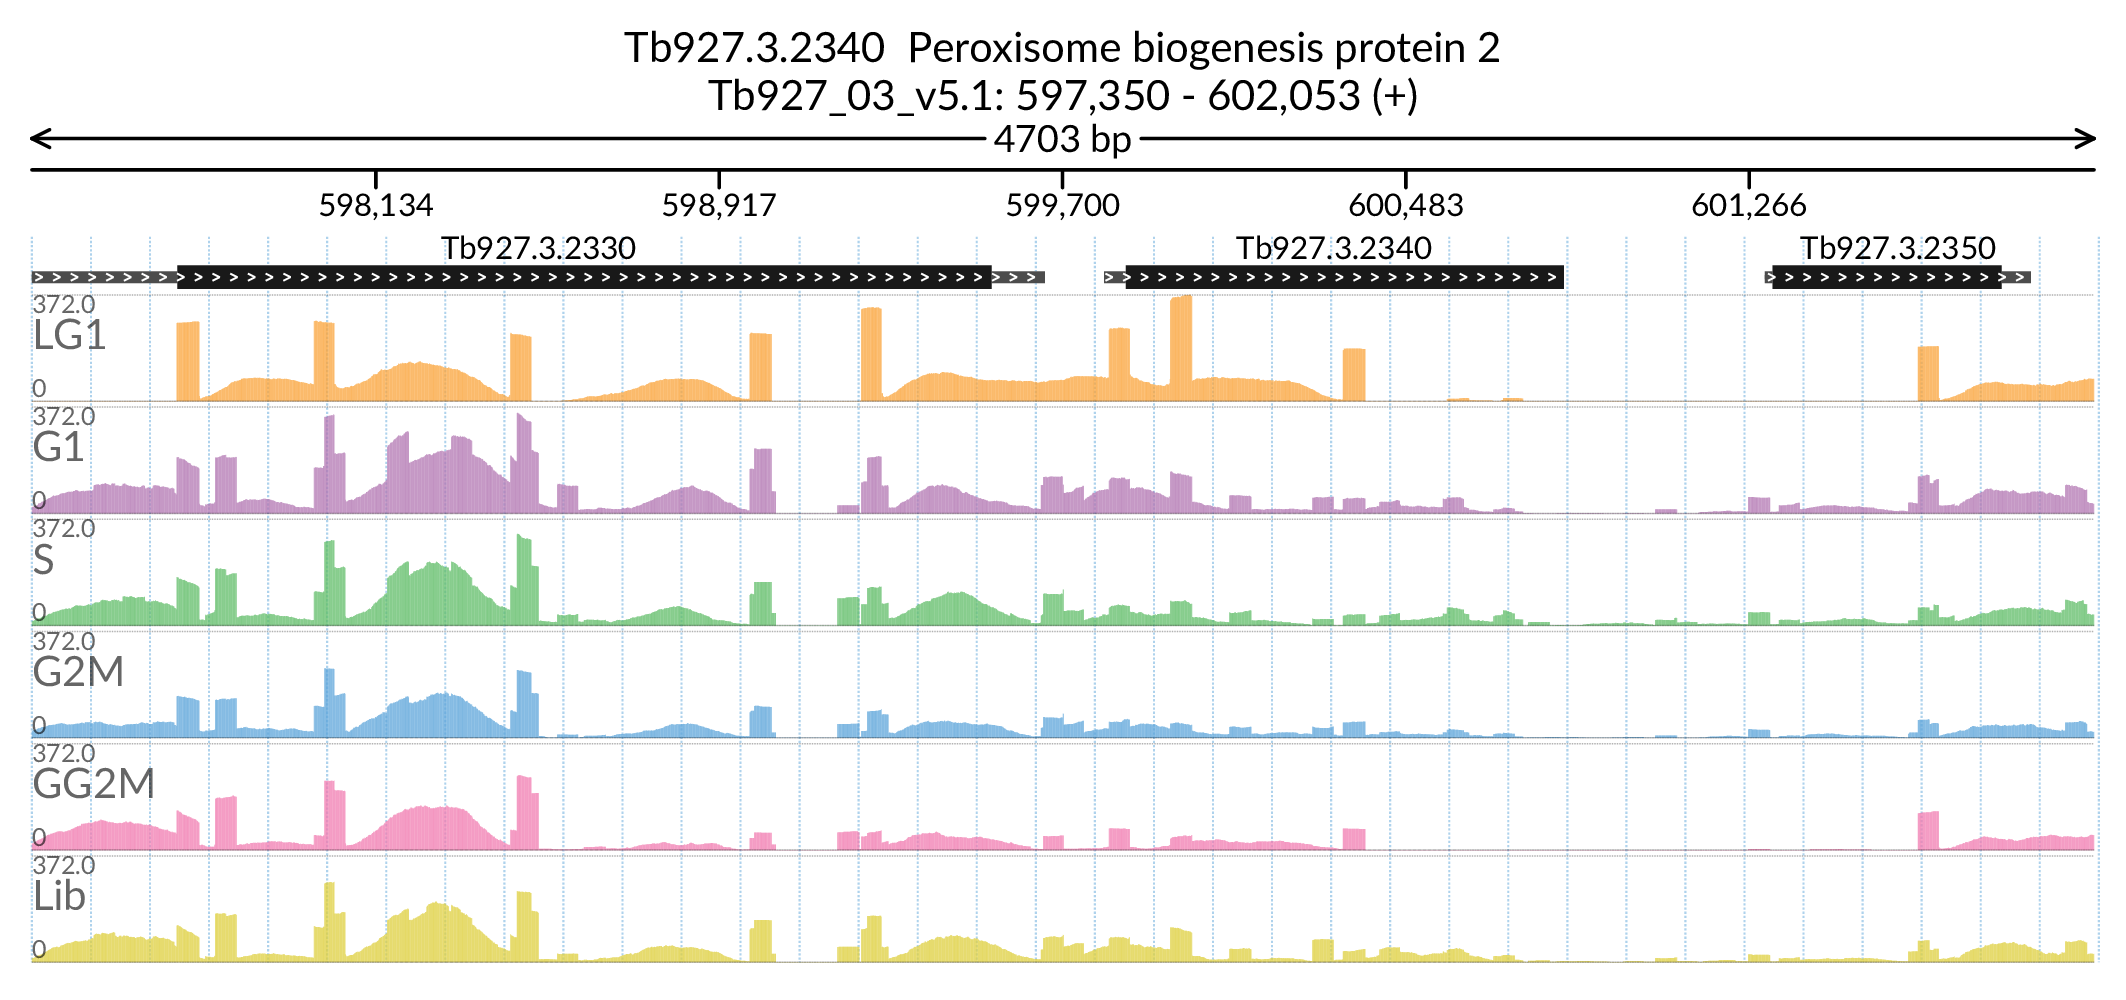 Tb927.3.2340  Peroxisome biogenesis protein 2
Tb927_03_v5.1: 597,350 - 602,053 (+)
4703 bp
598,134 598,917 599,700 600,483 601,266
Tb927.3.2330 Tb927.3.2340 Tb927.3.2350
372.0
LG1
0
372.0
G1
0
372.0
S
0
372.0
G2M
0
372.0
GG2M
0
372.0
Lib
0